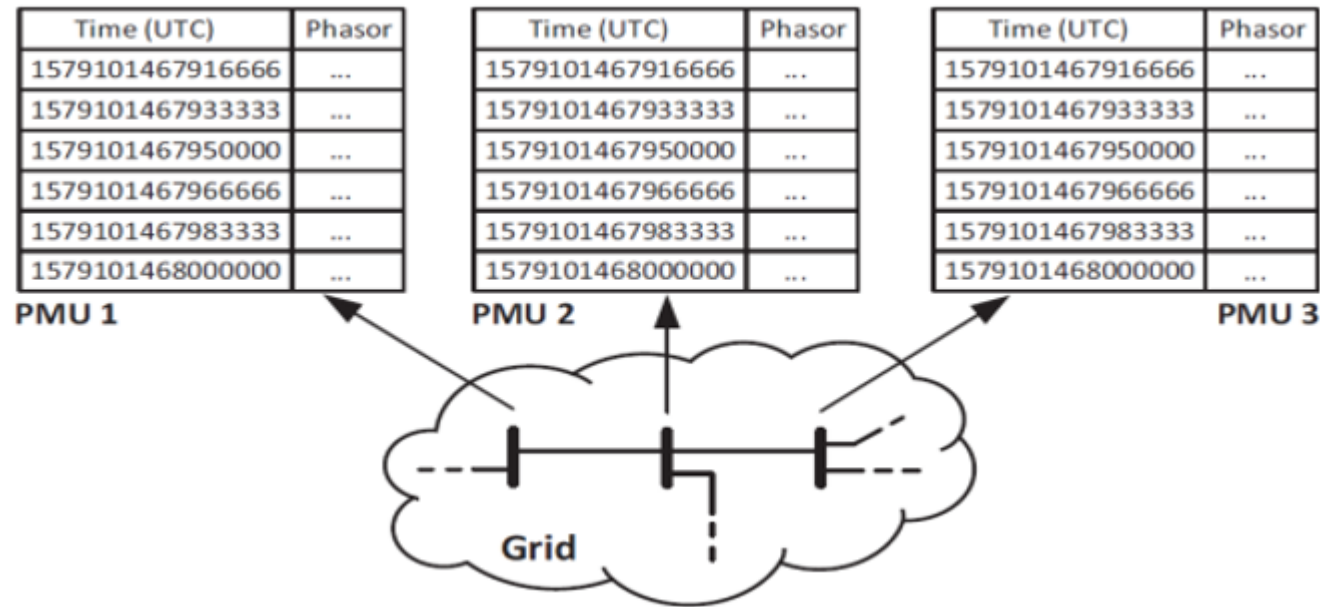 Time (UTC) Phasor
1579101467916666 ...
1579101467933333 ...
1579101467950000 ...
1579101467966666 ...
1579101467983333 ...
1579101468000000 ...
PMU 1
Time (UTC) Phasor
1579101467916666 ...
1579101467933333 ...
1579101467950000 ...
1579101467966666 ...
1579101467983333 ...
1579101468000000 ...
PMU 2
Time (UTC) Phasor
1579101467916666 ...
1579101467933333 ...
1579101467950000 ...
1579101467966666 ...
1579101467983333 ...
1579101468000000 ...
PMU 3
Grid